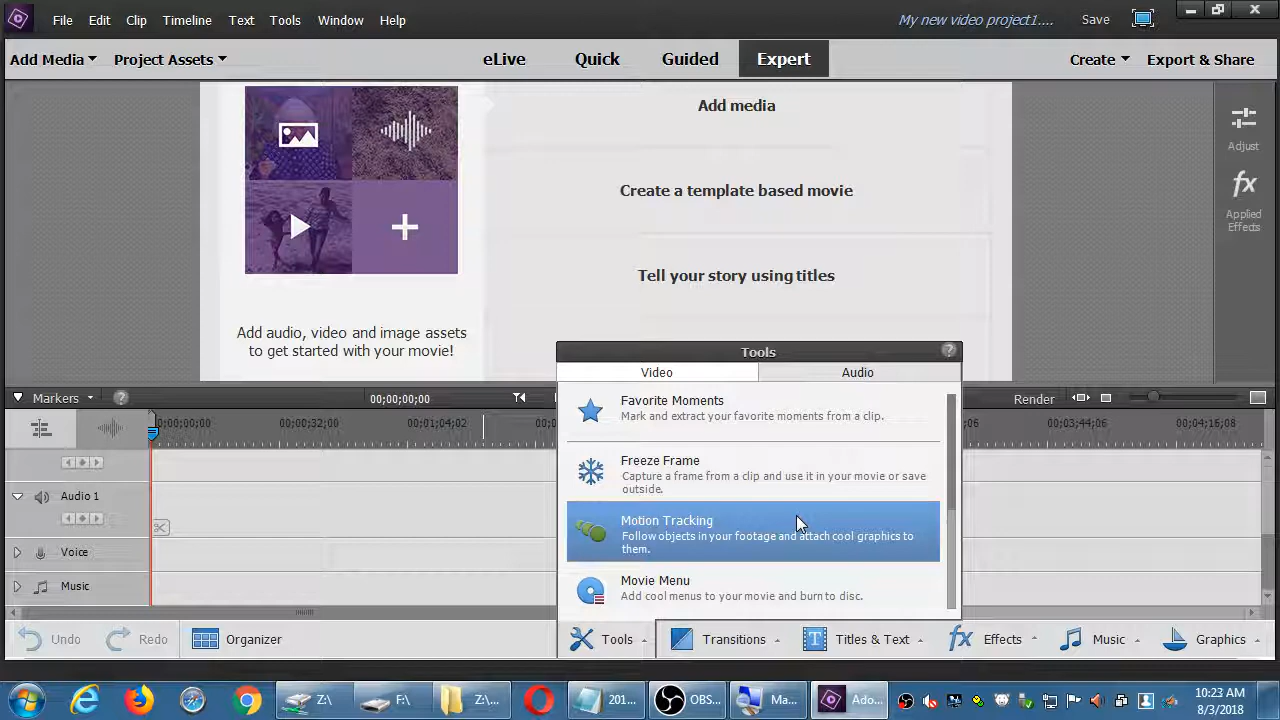 File Edit Clip Timeline Text Tools Window Help
My new video project1....
Save
Add Media
Project Assets
eLive
Quick
Guided
Expert
Create
Export & Share
Add media
Create a template based movie
Tell your story using titles
Add audio, video and image assets
to get started with your movie!
Adjust
fx
Applied
Effects
Tools
?
Video
Audio
Favorite Moments
Mark and extract your favorite moments from a clip.
Freeze Frame
Capture a frame from a clip and use it in your movie or save
outside.
Motion Tracking
Follow objects in your footage and attach cool graphics to
them.
Movie Menu
Add cool menus to your movie and burn to disc.
Markers
?
00;00;00;00
Render
0;00;00;00
00;00;32;00
00;01;04;02
00;0
;06
00;03;44;06
00;04;16;08
Audio 1
Voice
Music
Undo
Redo
Organizer
Tools
Transitions
T
Titles & Text
fx
Effects
Music
Graphics
Z:\
F:\
Z:\...
201...
OBS...
Ma...
Ado...
10:23 AM
8/3/2018